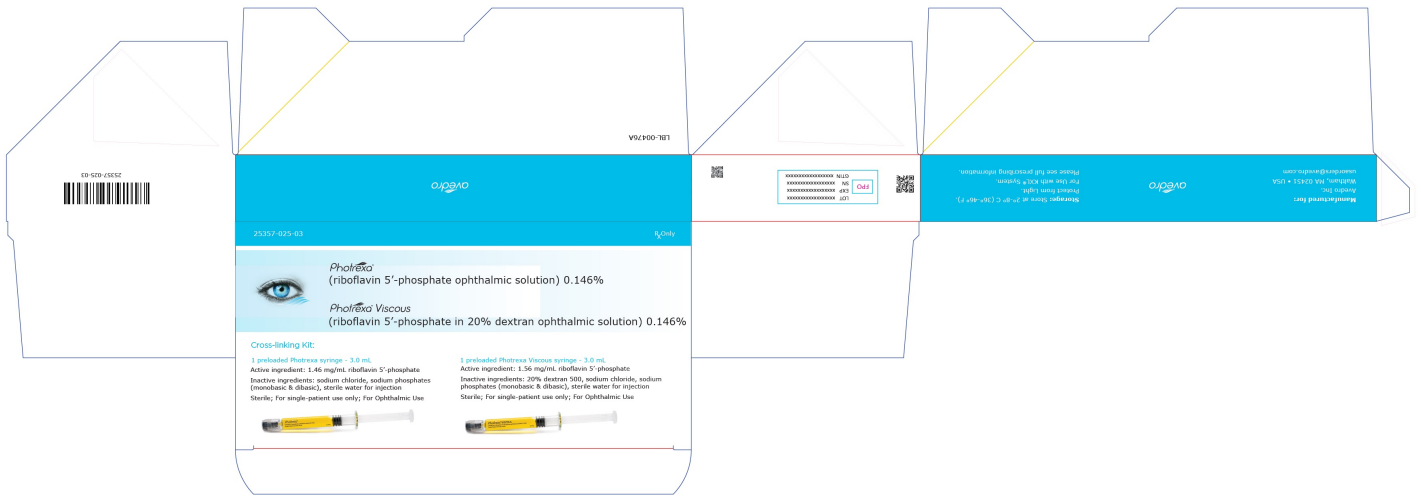 LBL-00476A
25357-025-03
avedro
LOT xxxxxxxxxxxxxxxxxx
EXP xxxxxxxxxxxxxxxxxx
SN xxxxxxxxxxxxxxxxxx
GTIN xxxxxxxxxxxxxxxxxx
FPO
Storage: Store at 2°-8° C (36°-46° F).
Protect from Light.
For Use with KXL® System.
Please see full prescribing information.
avedro
Manufactured for:
Avedro Inc.
Waltham, MA 02451 • USA
usorders@avedro.com
25357-025-03
RxOnly
Photrexa®
(riboflavin 5’-phosphate ophthalmic solution) 0.146%
Photrexa® Viscous
(riboflavin 5’-phosphate in 20% dextran ophthalmic solution) 0.146%
Cross-linking Kit:
1 preloaded Photrexa syringe - 3.0 mL
Active ingredient: 1.46 mg/mL riboflavin 5’-phosphate
Inactive ingredients: sodium chloride, sodium phosphates
(monobasic & dibasic), sterile water for injection
Sterile; For single-patient use only; For Ophthalmic Use
1 preloaded Photrexa Viscous syringe - 3.0 mL
Active ingredient: 1.56 mg/mL riboflavin 5’-phosphate
Inactive ingredients: 20% dextran 500, sodium chloride, sodium
phosphates (monobasic & dibasic), sterile water for injection
Sterile; For single-patient use only; For Ophthalmic Use